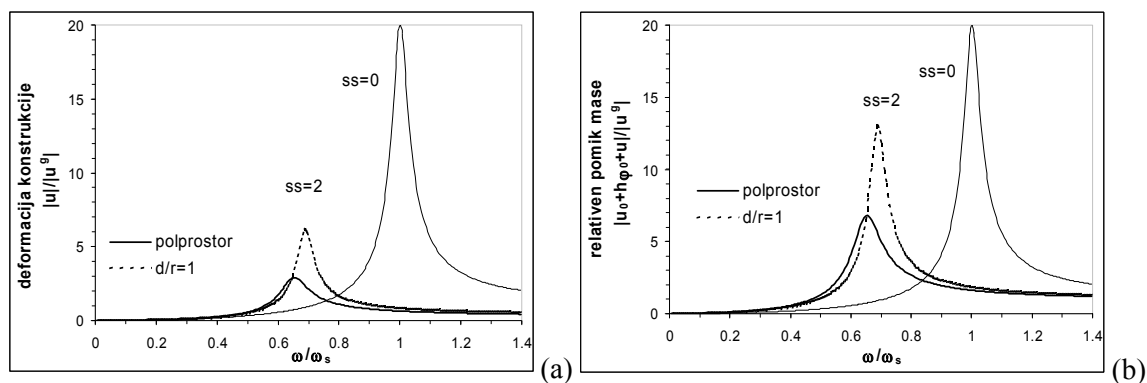 deformacija konstrukcije
|u|/|u^g|
20
15
10
5
0
ss=0
ss=2
polprostor
d/r=1
0 0.2 0.4 0.6 0.8 1 1.2 1.4
ω/ω_s
(a)
relativen pomik mase
|u_0+h_φ0+u|/|u^g|
20
15
10
5
0
ss=0
ss=2
polprostor
d/r=1
0 0.2 0.4 0.6 0.8 1 1.2 1.4
ω/ω_s
(b)